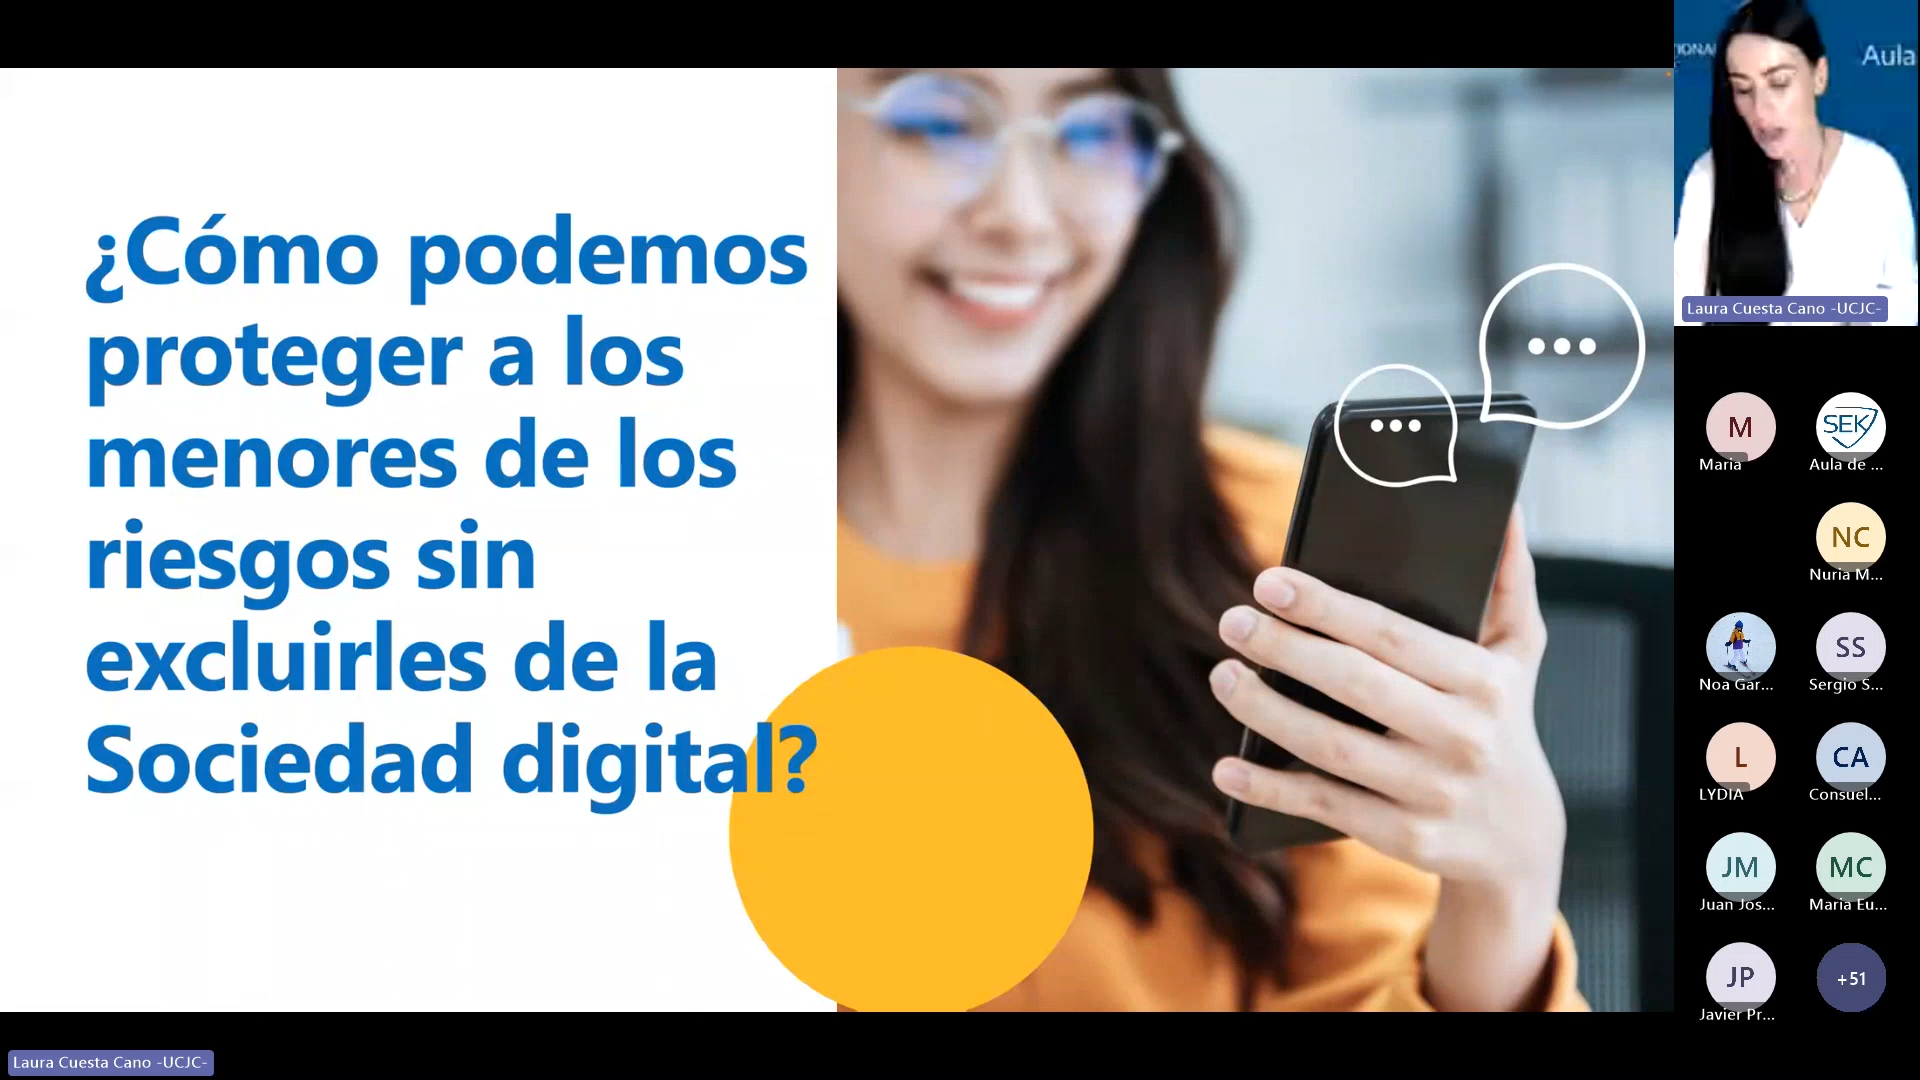 ¿Cómo podemos
proteger a los
menores de los
riesgos sin
excluirles de la
Sociedad digital?
Aula
Laura Cuesta Cano -UCJC-
M
Maria
SEK
Aula de ...
NC
Nuria M...
Noa Gar...
SS
Sergio S...
L
LYDIA
CA
Consuel...
JM
Juan Jos...
MC
Maria Eu...
JP
Javier Pr...
+51
Laura Cuesta Cano -UCJC-